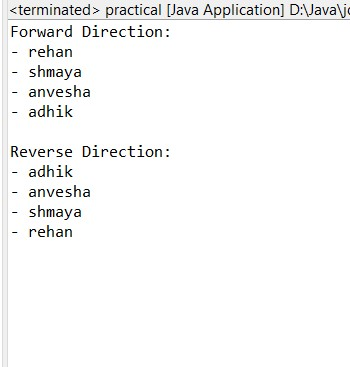 <terminated> practical [Java Application] D:\Java\j
Forward Direction:
- rehan
- shmaya
- anvesha
- adhik

Reverse Direction:
- adhik
- anvesha
- shmaya
- rehan